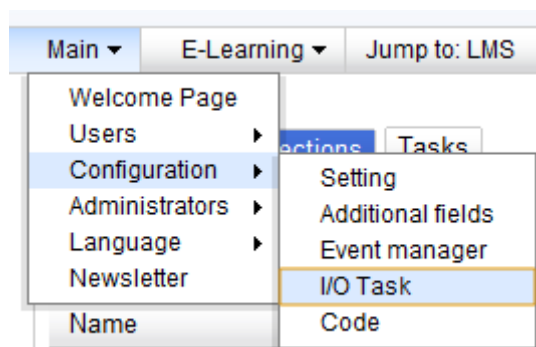 Main E-Learning Jump to: LMS
Welcome Page
Users
Configuration
Administrators
Language
Newsletter
Name
Tasks
Setting
Additional fields
Event manager
I/O Task
Code